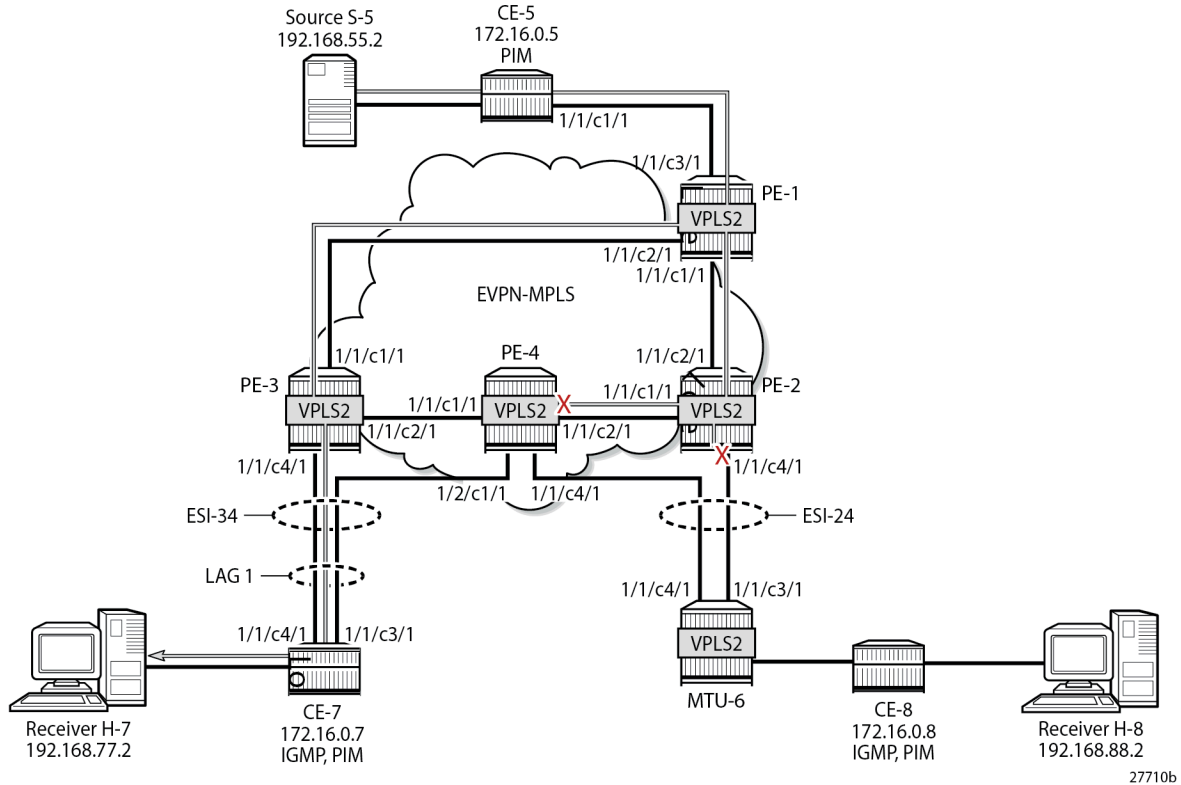 Source S-5
192.168.55.2
CE-5
172.16.0.5
PIM
1/1/c1/1
1/1/c3/1
PE-1
VPLS2
1/1/c2/1
1/1/c1/1
EVPN-MPLS
1/1/c1/1
PE-4
1/1/c2/1
PE-3
1/1/c1/1
PE-2
VPLS2
1/1/c1/1
VPLS2
VPLS2
1/1/c2/1
1/1/c2/1
1/1/c4/1
1/1/c4/1
1/2/c1/1
1/1/c4/1
ESI-34
ESI-24
LAG 1
1/1/c4/1
1/1/c3/1
1/1/c4/1
1/1/c3/1
VPLS2
MTU-6
Receiver H-7
192.168.77.2
CE-7
172.16.0.7
IGMP, PIM
CE-8
172.16.0.8
IGMP, PIM
Receiver H-8
192.168.88.2
27710b